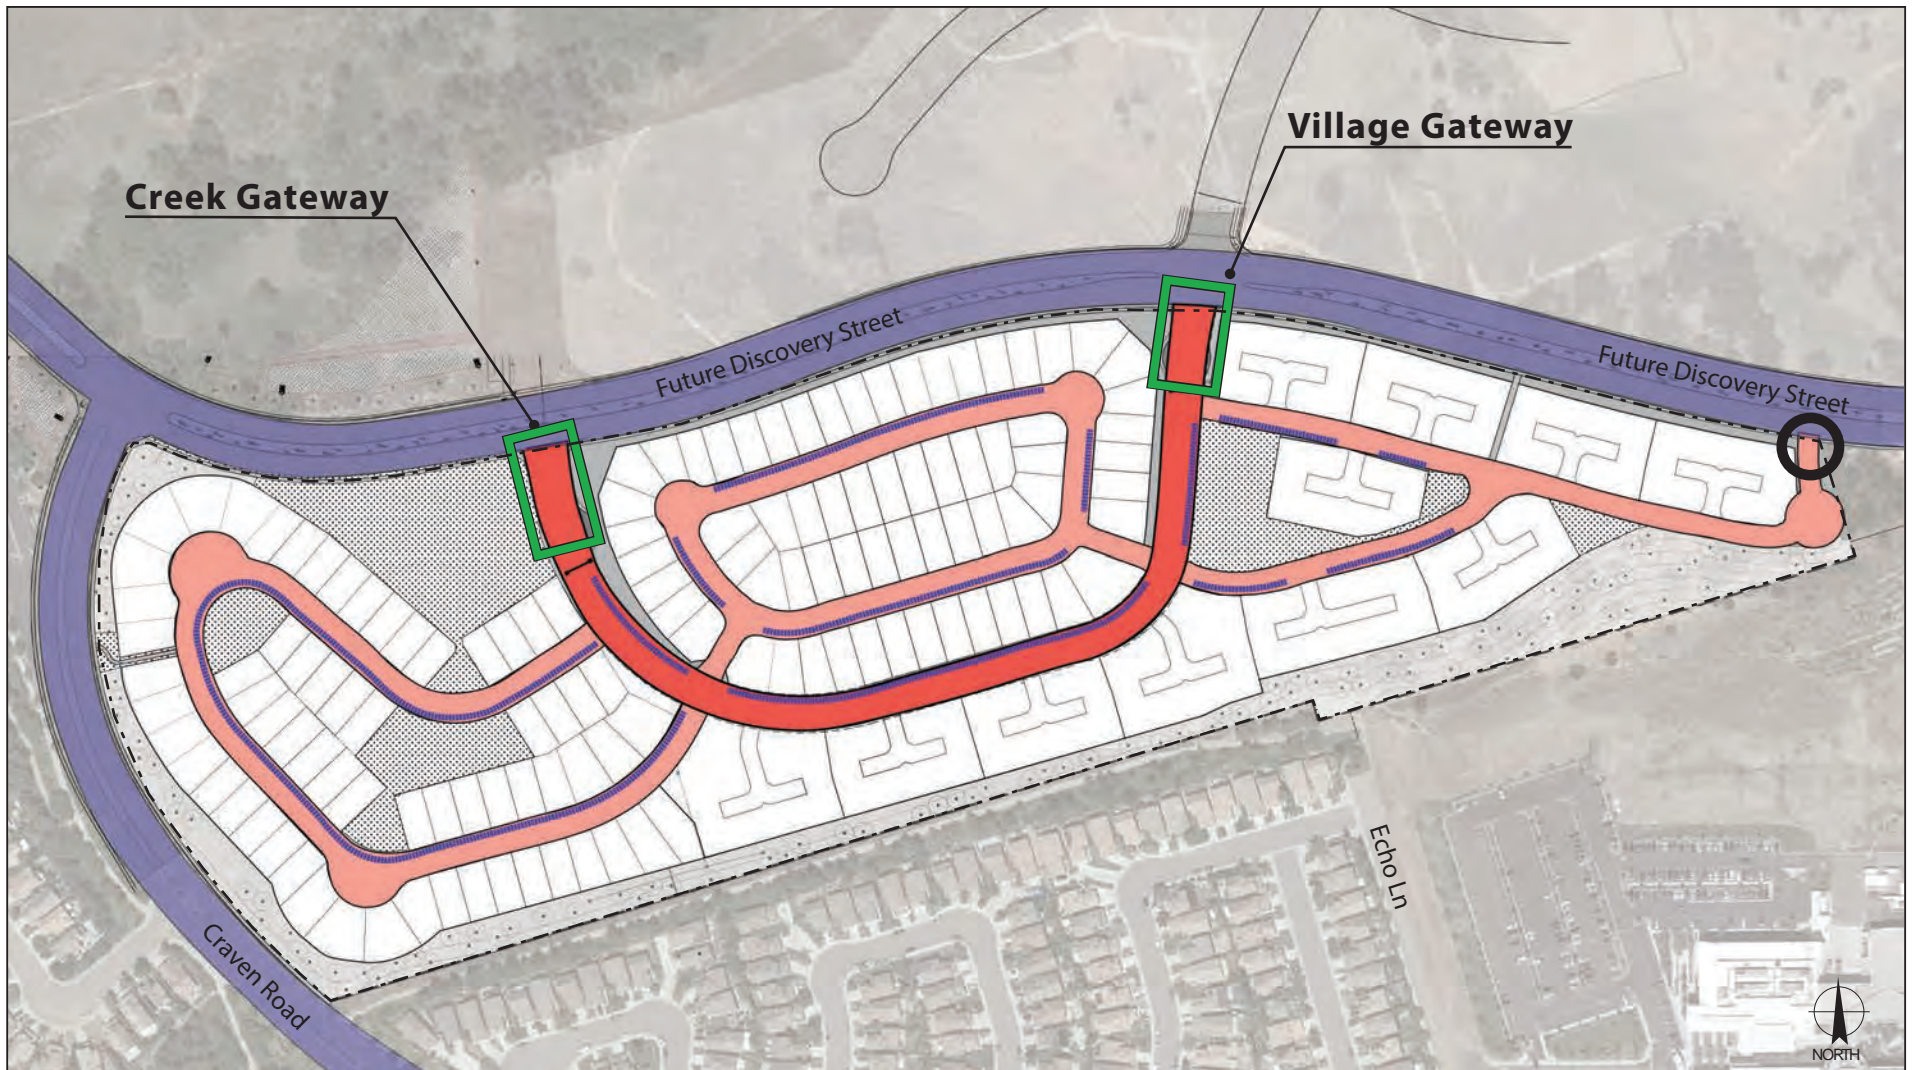 Village Gateway
Creek Gateway
Future Discovery Street
Future Discovery Street
Echo Ln
Craven Road
NORTH